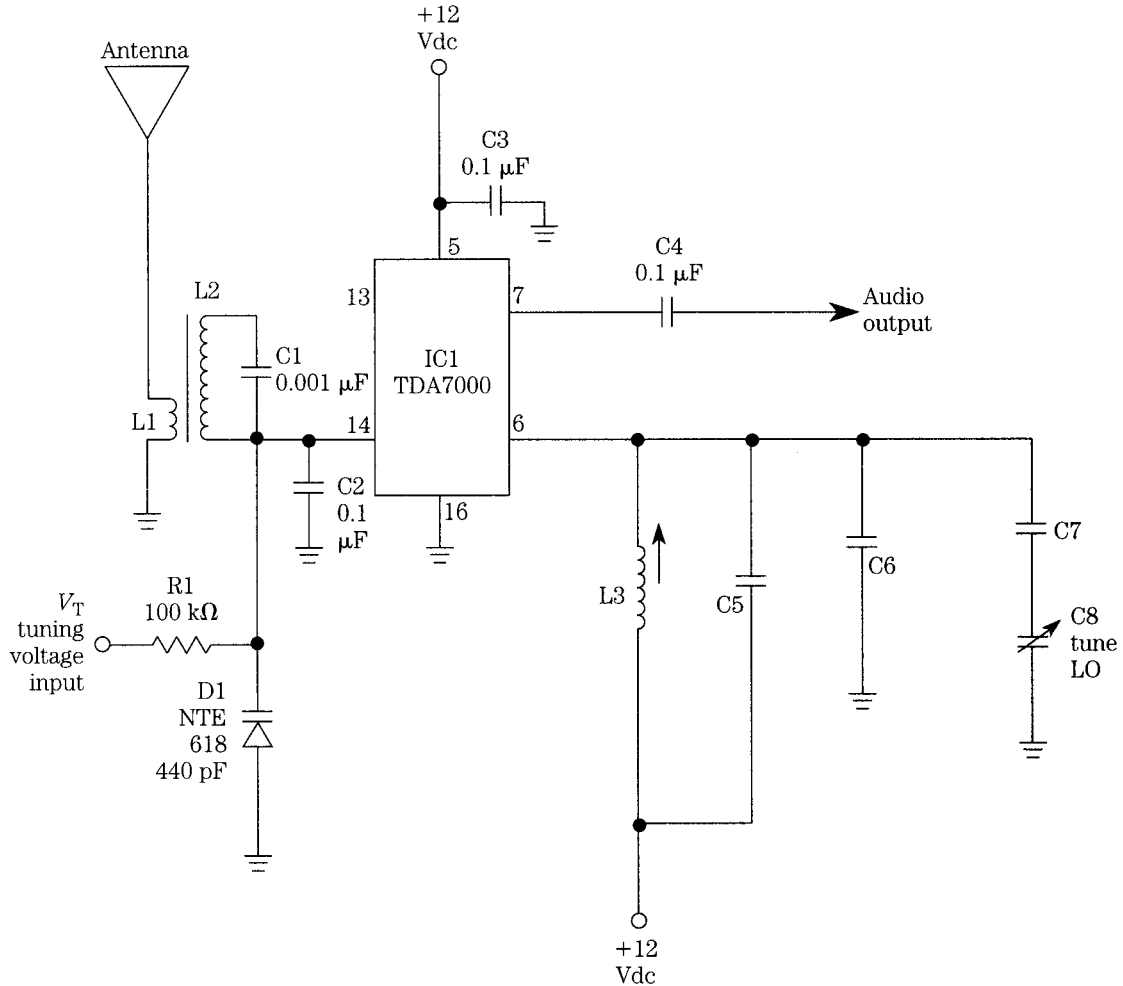 +12
Vdc
Antenna
C3
0.1 µF
5
C4
0.1 µF
L2
13
7
Audio
output
C1
0.001 µF
IC1
TDA7000
L1
14
6
C2
0.1
µF
16
C7
C6
R1
100 kΩ
L3
C5
C8
tune
LO
VT
tuning
voltage
input
D1
NTE
618
440 pF
+12
Vdc